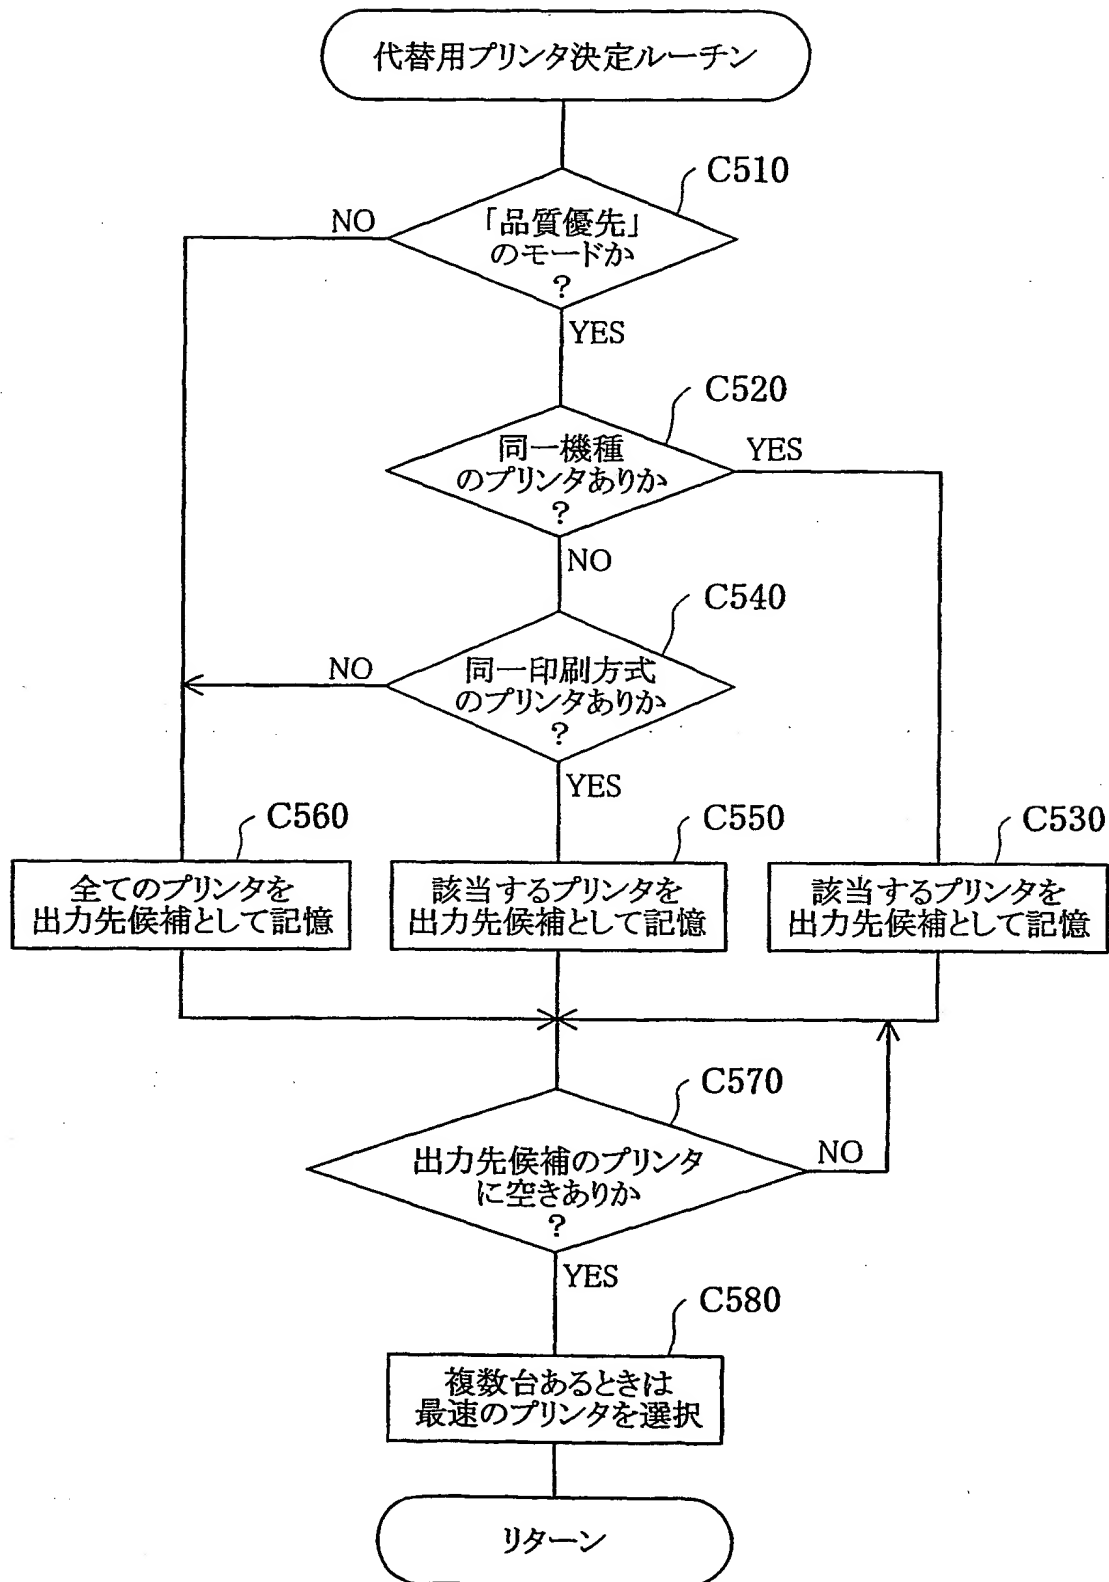 代替用プリンタ決定ルーチン
C510
「品質優先」
のモードか
?
NO
YES
C520
同一機種
のプリンタありか
?
YES
NO
C540
同一印刷方式
のプリンタありか
?
NO
YES
C560
全てのプリンタを
出力先候補として記憶
C550
該当するプリンタを
出力先候補として記憶
C530
該当するプリンタを
出力先候補として記憶
C570
出力先候補のプリンタ
に空きありか
?
NO
YES
C580
複数台あるときは
最速のプリンタを選択
リターン